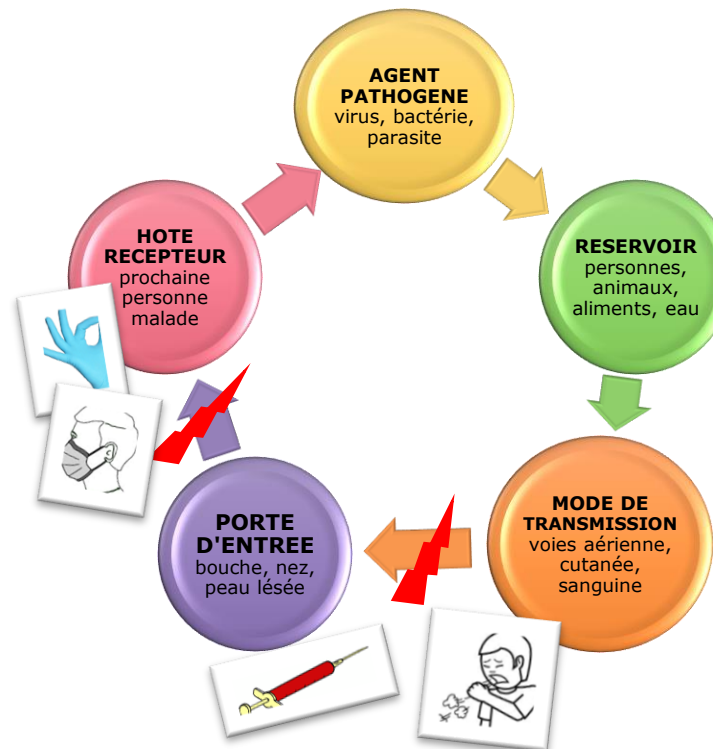 AGENT
PATHOGENE
virus, bactérie,
parasite
RESERVOIR
personnes,
animaux,
aliments, eau
MODE DE
TRANSMISSION
voies aérienne,
cutanée,
sanguine
PORTE
D'ENTREE
bouche, nez,
peau lésée
HOTE
RECEPTEUR
prochaine
personne
malade